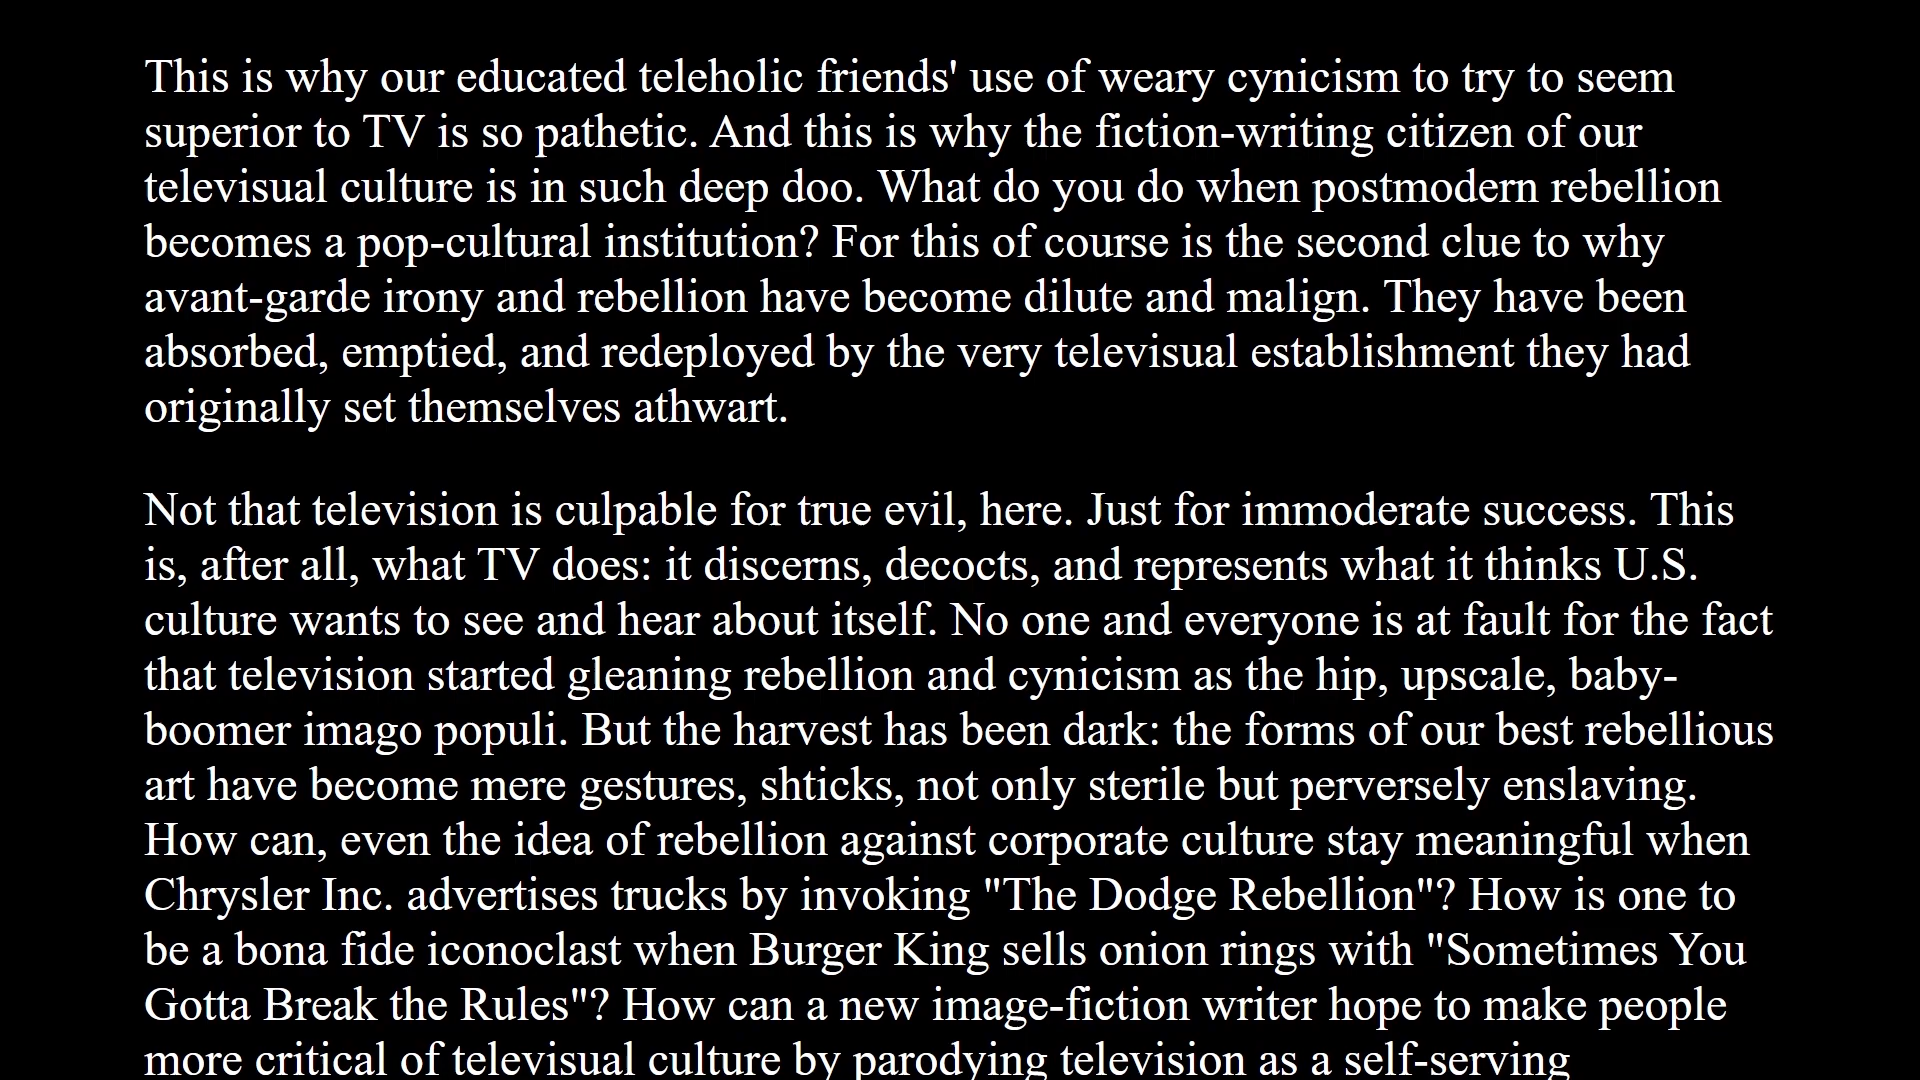 This is why our educated teleholic friends' use of weary cynicism to try to seem
superior to TV is so pathetic. And this is why the fiction-writing citizen of our
televisual culture is in such deep doo. What do you do when postmodern rebellion
becomes a pop-cultural institution? For this of course is the second clue to why
avant-garde irony and rebellion have become dilute and malign. They have been
absorbed, emptied, and redeployed by the very televisual establishment they had
originally set themselves athwart.
Not that television is culpable for true evil, here. Just for immoderate success. This
is, after all, what TV does: it discerns, decocts, and represents what it thinks U.S.
culture wants to see and hear about itself. No one and everyone is at fault for the fact
that television started gleaning rebellion and cynicism as the hip, upscale, baby-
boomer imago populi. But the harvest has been dark: the forms of our best rebellious
art have become mere gestures, shticks, not only sterile but perversely enslaving.
How can, even the idea of rebellion against corporate culture stay meaningful when
Chrysler Inc. advertises trucks by invoking "The Dodge Rebellion"? How is one to
be a bona fide iconoclast when Burger King sells onion rings with "Sometimes You
Gotta Break the Rules"? How can a new image-fiction writer hope to make people
more critical of televisual culture by parodying television as a self-serving